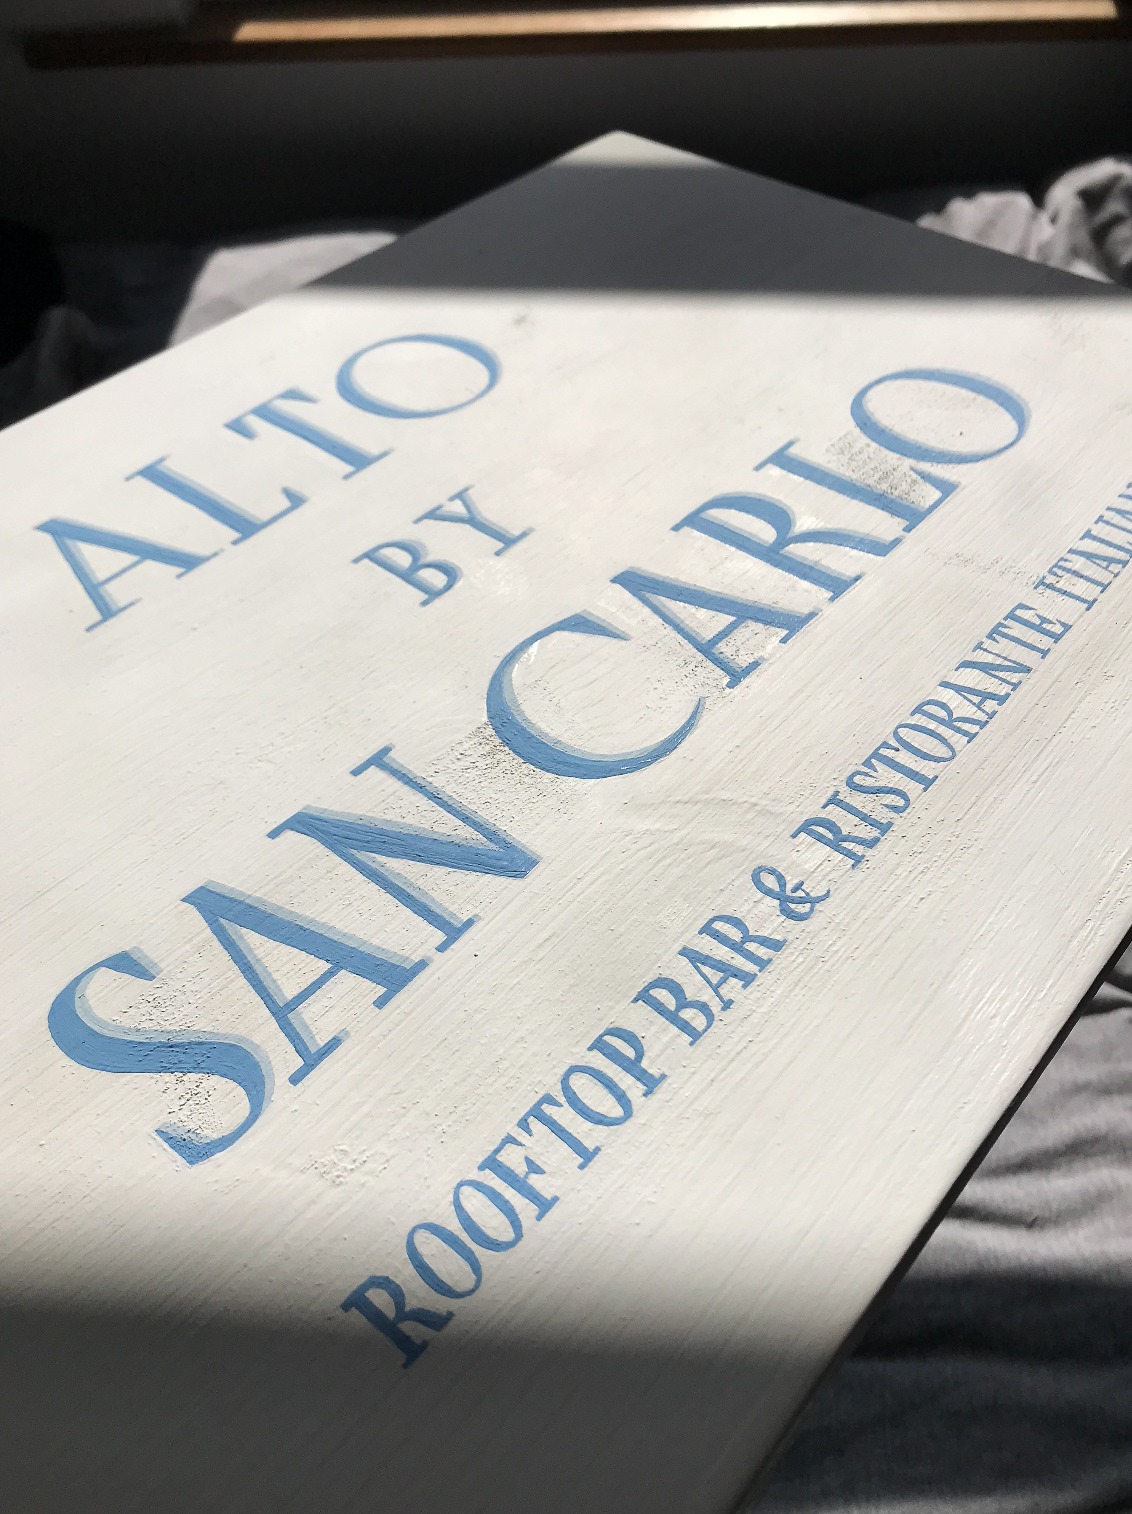 ALTO
BY
SAN CARLO
ROOFTOP BAR & RISTORANTE